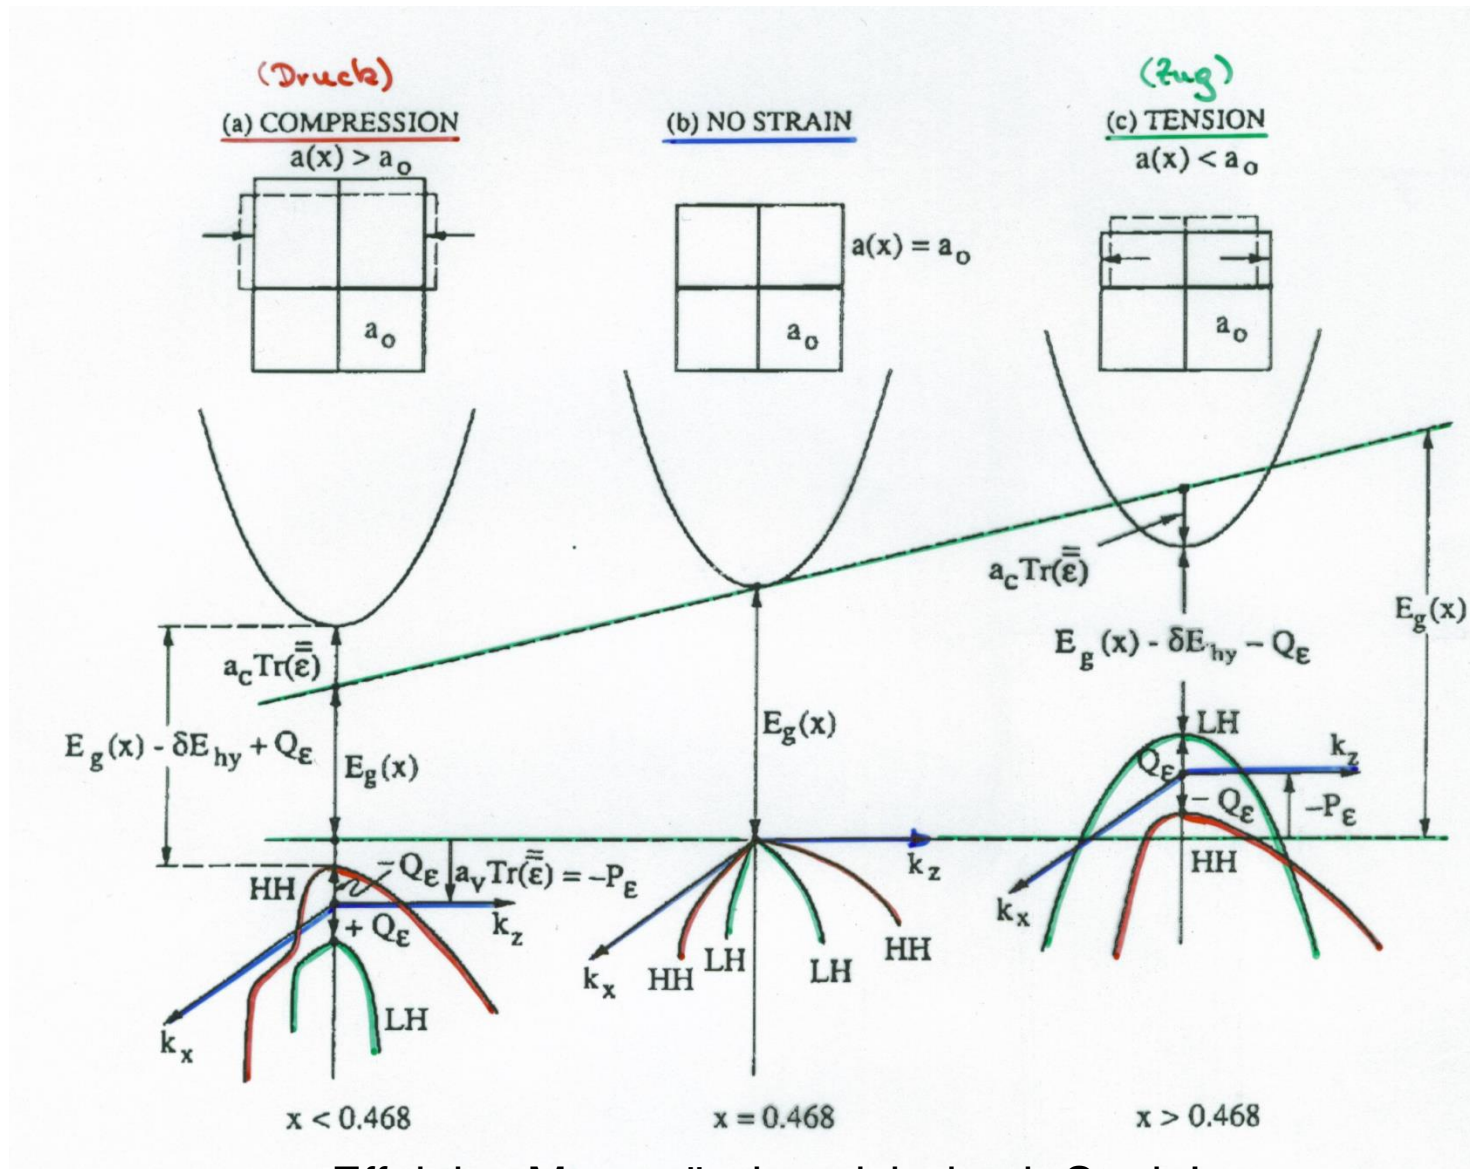 (Druck)
(a) COMPRESSION
a(x) > a₀
a₀
(b) NO STRAIN
a(x) = a₀
a₀
(Zug)
(c) TENSION
a(x) < a₀
a₀
a_c Tr(ε̿)
E_g(x) - δE_hy + Q_ε
E_g(x)
HH
- Q_ε
a_v Tr(ε̿) = -P_ε
+ Q_ε
k_z
LH
k_x
x < 0.468
E_g(x)
k_z
k_x
HH
LH
LH
HH
x = 0.468
a_c Tr(ε̿)
E_g(x) - δE_hy - Q_ε
E_g(x)
LH
k_z
Q_ε
- Q_ε
-P_ε
HH
k_x
x > 0.468